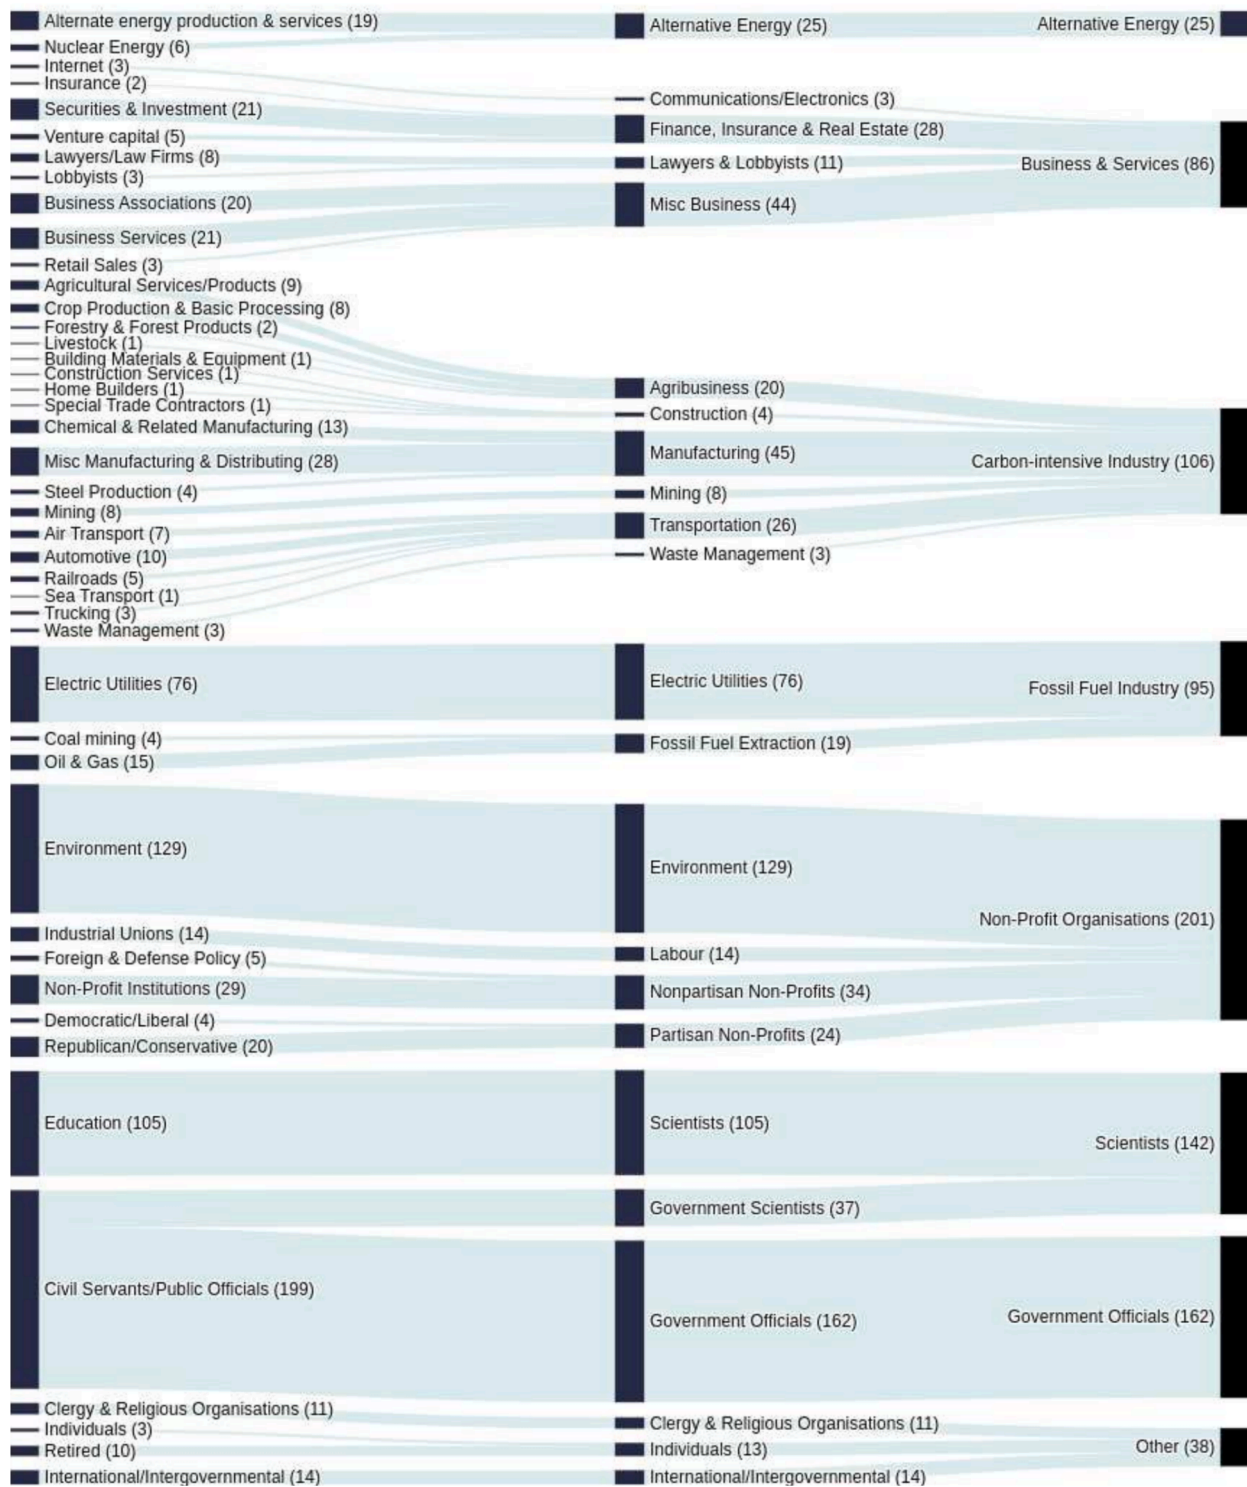 Alternate energy production & services (19)
Nuclear Energy (6)
Internet (3)
Insurance (2)
Securities & Investment (21)
Venture capital (5)
Lawyers/Law Firms (8)
Lobbyists (3)
Business Associations (20)
Business Services (21)
Retail Sales (3)
Agricultural Services/Products (9)
Crop Production & Basic Processing (8)
Forestry & Forest Products (2)
Livestock (1)
Building Materials & Equipment (1)
Construction Services (1)
Home Builders (1)
Special Trade Contractors (1)
Chemical & Related Manufacturing (13)
Misc Manufacturing & Distributing (28)
Steel Production (4)
Mining (8)
Air Transport (7)
Automotive (10)
Railroads (5)
Sea Transport (1)
Trucking (3)
Waste Management (3)
Electric Utilities (76)
Coal mining (4)
Oil & Gas (15)
Environment (129)
Industrial Unions (14)
Foreign & Defense Policy (5)
Non-Profit Institutions (29)
Democratic/Liberal (4)
Republican/Conservative (20)
Education (105)
Civil Servants/Public Officials (199)
Clergy & Religious Organisations (11)
Individuals (3)
Retired (10)
International/Intergovernmental (14)
Alternative Energy (25)
Communications/Electronics (3)
Finance, Insurance & Real Estate (28)
Lawyers & Lobbyists (11)
Misc Business (44)
Agribusiness (20)
Construction (4)
Manufacturing (45)
Mining (8)
Transportation (26)
Waste Management (3)
Electric Utilities (76)
Fossil Fuel Extraction (19)
Environment (129)
Labour (14)
Nonpartisan Non-Profits (34)
Partisan Non-Profits (24)
Scientists (105)
Government Scientists (37)
Government Officials (162)
Clergy & Religious Organisations (11)
Individuals (13)
International/Intergovernmental (14)
Alternative Energy (25)
Business & Services (86)
Carbon-intensive Industry (106)
Fossil Fuel Industry (95)
Non-Profit Organisations (201)
Scientists (142)
Government Officials (162)
Other (38)